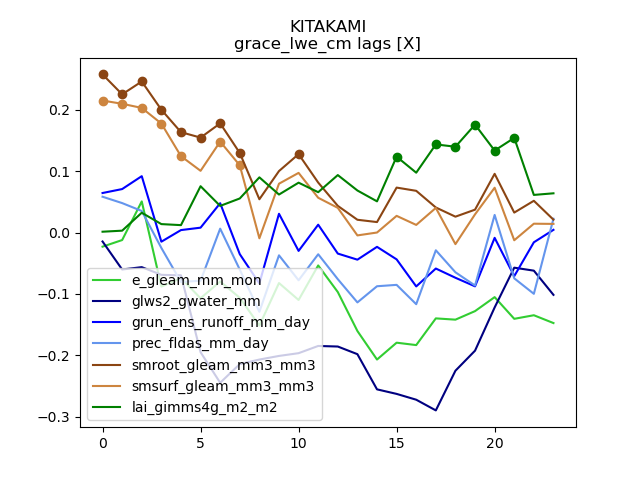 KITAKAMI
grace_lwe_cm lags [X]
0.2
0.1
0.0
−0.1
−0.2
−0.3
e_gleam_mm_mon
glws2_gwater_mm
grun_ens_runoff_mm_day
prec_fldas_mm_day
smroot_gleam_mm3_mm3
smsurf_gleam_mm3_mm3
lai_gimms4g_m2_m2
0 5 10 15 20